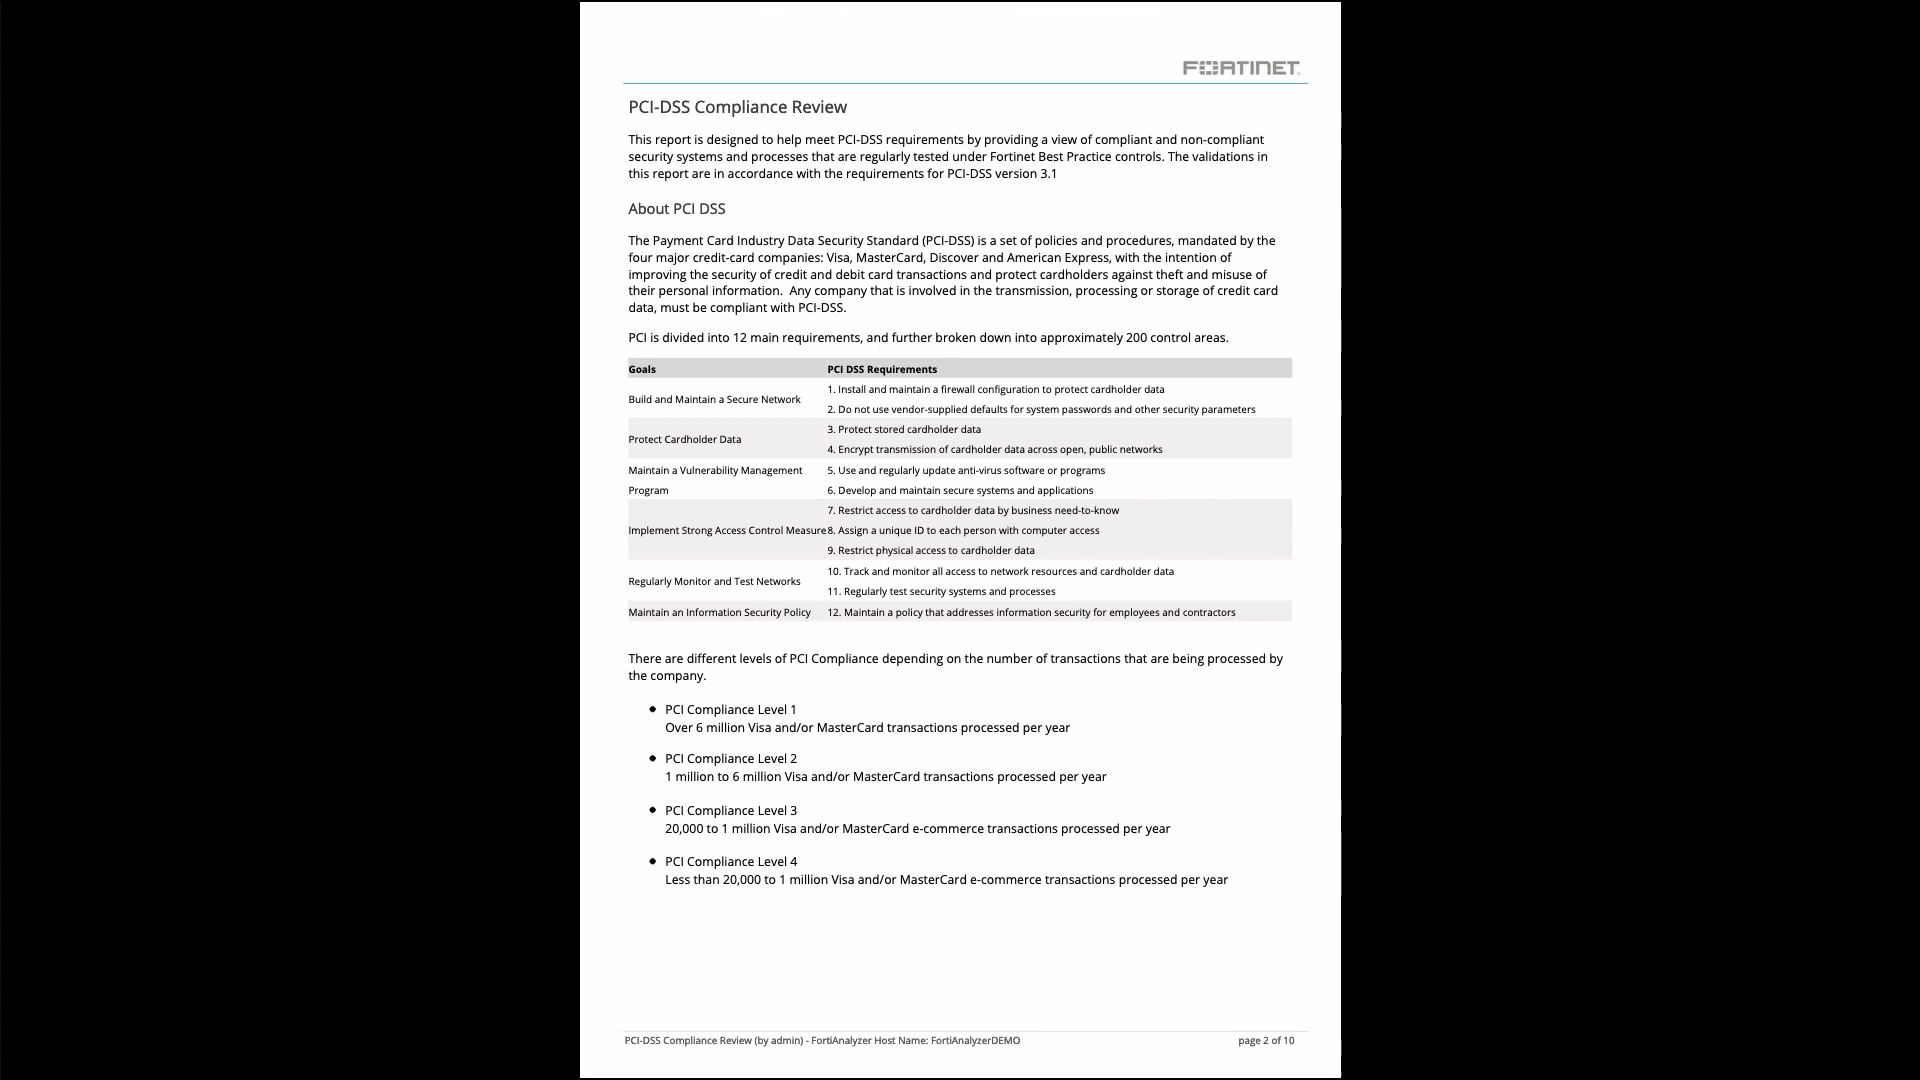 FORTINET
PCI-DSS Compliance Review
This report is designed to help meet PCI-DSS requirements by providing a view of compliant and non-compliant
security systems and processes that are regularly tested under Fortinet Best Practice controls. The validations in
this report are in accordance with the requirements for PCI-DSS version 3.1
About PCI DSS
The Payment Card Industry Data Security Standard (PCI-DSS) is a set of policies and procedures, mandated by the
four major credit-card companies: Visa, MasterCard, Discover and American Express, with the intention of
improving the security of credit and debit card transactions and protect cardholders against theft and misuse of
their personal information.  Any company that is involved in the transmission, processing or storage of credit card
data, must be compliant with PCI-DSS.
PCI is divided into 12 main requirements, and further broken down into approximately 200 control areas.
Goals PCI DSS Requirements
Build and Maintain a Secure Network
1. Install and maintain a firewall configuration to protect cardholder data
2. Do not use vendor-supplied defaults for system passwords and other security parameters
Protect Cardholder Data
3. Protect stored cardholder data
4. Encrypt transmission of cardholder data across open, public networks
Maintain a Vulnerability Management
Program
5. Use and regularly update anti-virus software or programs
6. Develop and maintain secure systems and applications
Implement Strong Access Control Measure
7. Restrict access to cardholder data by business need-to-know
8. Assign a unique ID to each person with computer access
9. Restrict physical access to cardholder data
Regularly Monitor and Test Networks
10. Track and monitor all access to network resources and cardholder data
11. Regularly test security systems and processes
Maintain an Information Security Policy
12. Maintain a policy that addresses information security for employees and contractors
There are different levels of PCI Compliance depending on the number of transactions that are being processed by
the company.
• PCI Compliance Level 1
Over 6 million Visa and/or MasterCard transactions processed per year
• PCI Compliance Level 2
1 million to 6 million Visa and/or MasterCard transactions processed per year
• PCI Compliance Level 3
20,000 to 1 million Visa and/or MasterCard e-commerce transactions processed per year
• PCI Compliance Level 4
Less than 20,000 to 1 million Visa and/or MasterCard e-commerce transactions processed per year
PCI-DSS Compliance Review (by admin) - FortiAnalyzer Host Name: FortiAnalyzerDEMO page 2 of 10